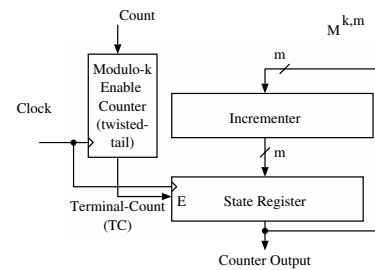 Count
M k,m
Modulo-k
Enable
Counter
(twisted-
tail)
m
Clock
Incrementer
m
E
State Register
Terminal-Count
(TC)
Counter Output